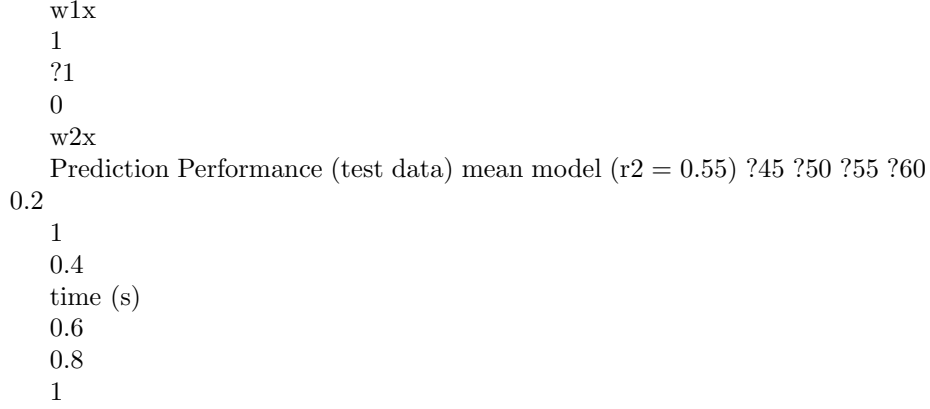 w1x
1
?1
0
w2x
Prediction Performance (test data) mean model (r2 = 0.55) ?45 ?50 ?55 ?60
0.2
1
0.4
time (s)
0.6
0.8
1